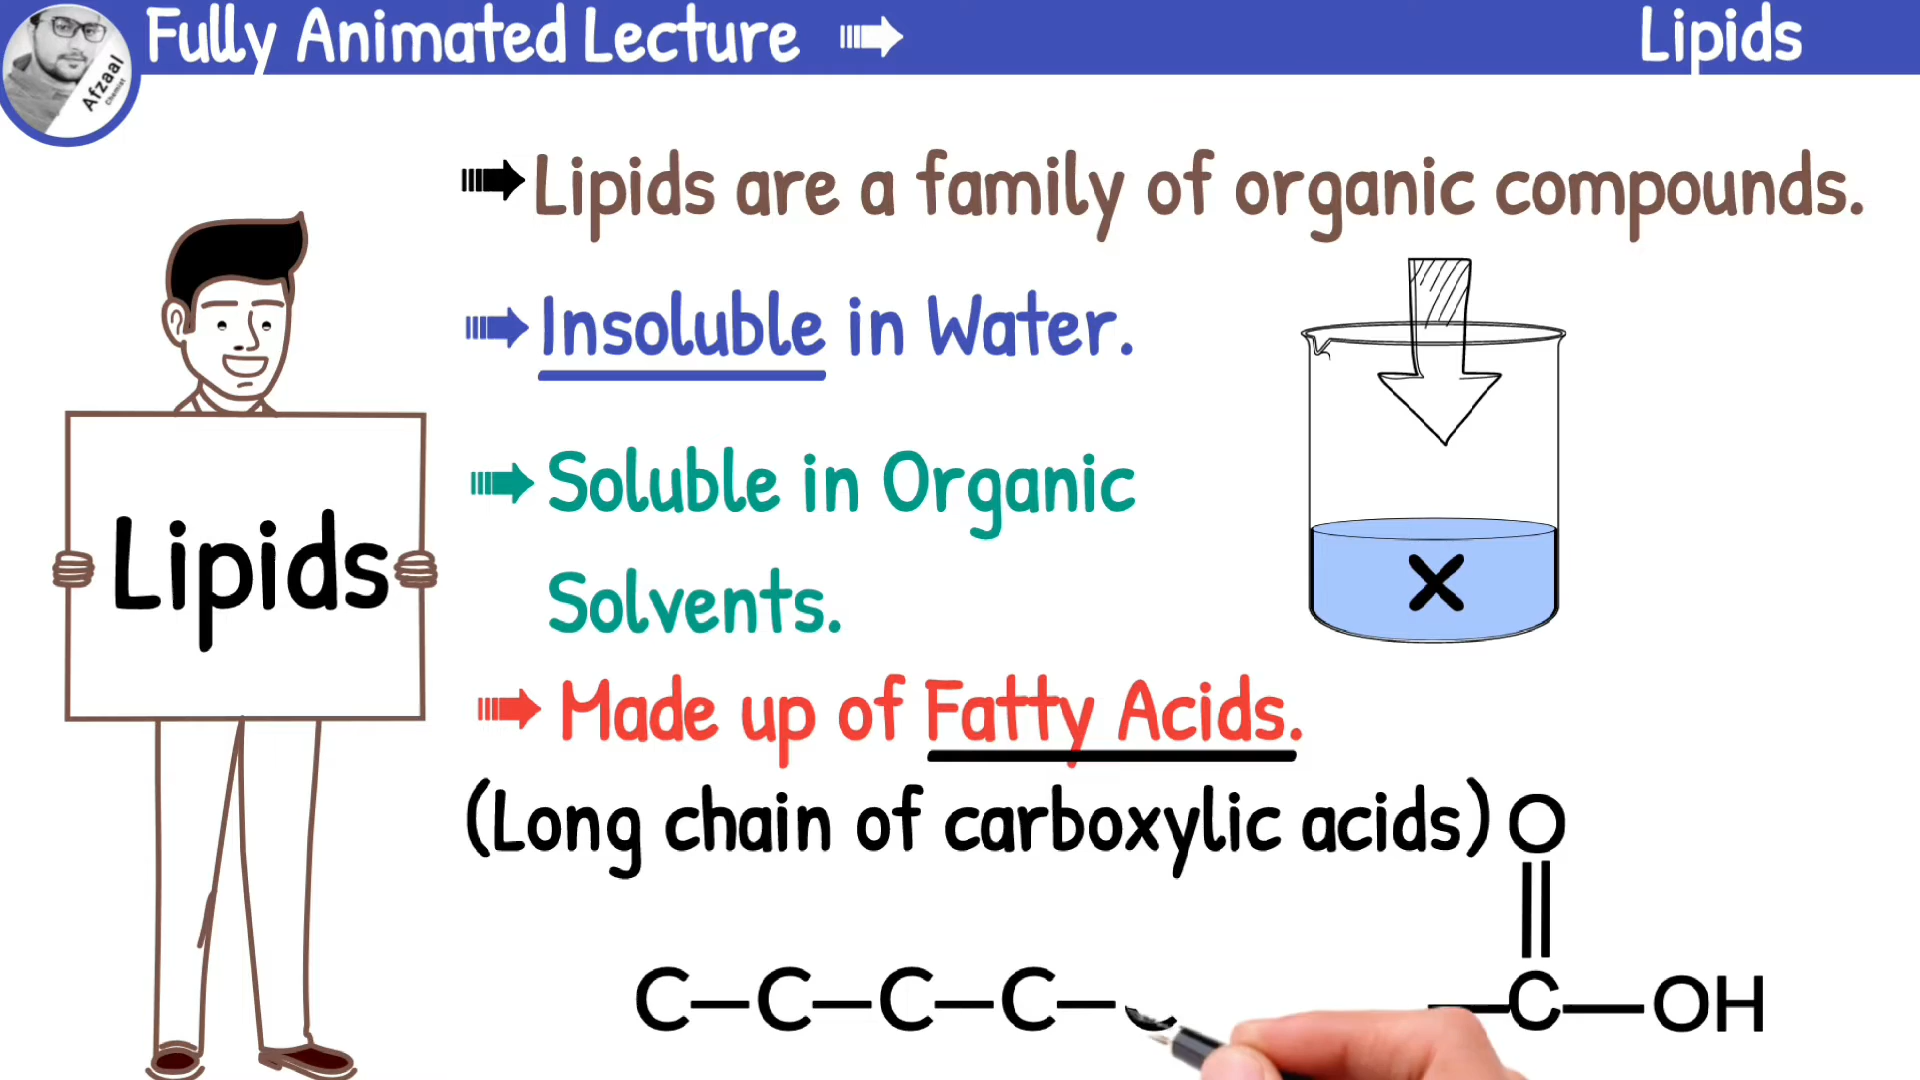 Fully Animated Lecture
Lipids
Afzaal
Chemist
Lipids are a family of organic compounds.
Insoluble in Water.
Soluble in Organic
Solvents.
Lipids
X
Made up of Fatty Acids.
(Long chain of carboxylic acids)
O
C—C—C—C—C
—C—OH